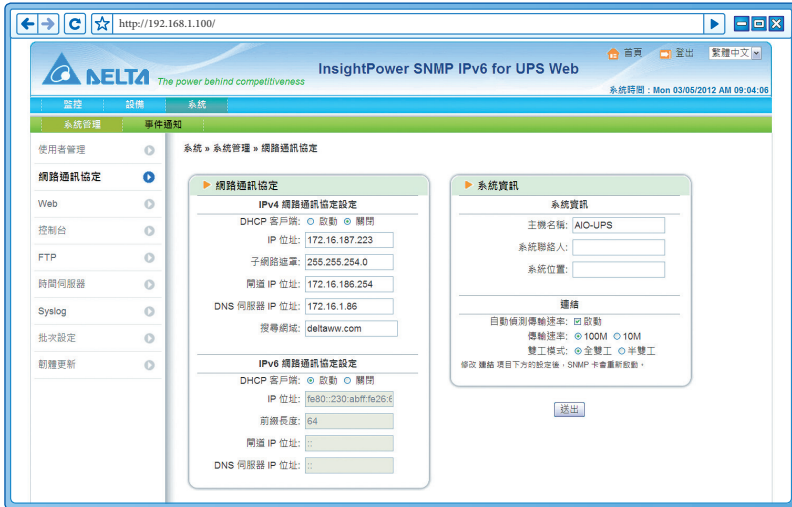 http://192.168.1.100/
DELTA The power behind competitiveness
InsightPower SNMP IPv6 for UPS Web
首頁 登出 繁體中文
系統時間 : Mon 03/05/2012 AM 09:04:06
監控 設備 系統
系統管理 事件通知
使用者管理
網路通訊協定
Web
控制台
FTP
時間伺服器
Syslog
批次設定
韌體更新
系統 » 系統管理 » 網路通訊協定
網路通訊協定
IPv4 網路通訊協定設定
DHCP 客戶端: 啟動 關閉
IP 位址: 172.16.187.223
子網路遮罩: 255.255.254.0
閘道 IP 位址: 172.16.186.254
DNS 伺服器 IP 位址: 172.16.1.86
搜尋網域: deltaww.com
IPv6 網路通訊協定設定
DHCP 客戶端: 啟動 關閉
IP 位址: fe80::230:abff:fe26:6
前綴長度: 64
閘道 IP 位址: ::
DNS 伺服器 IP 位址: ::
系統資訊
系統資訊
主機名稱: AIO-UPS
系統聯絡人:
系統位置:
連結
自動偵測傳輸速率: 啟動
傳輸速率: 100M 10M
雙工模式: 全雙工 半雙工
修改 連結 項目下方的設定後，SNMP 卡會重新啟動。
送出